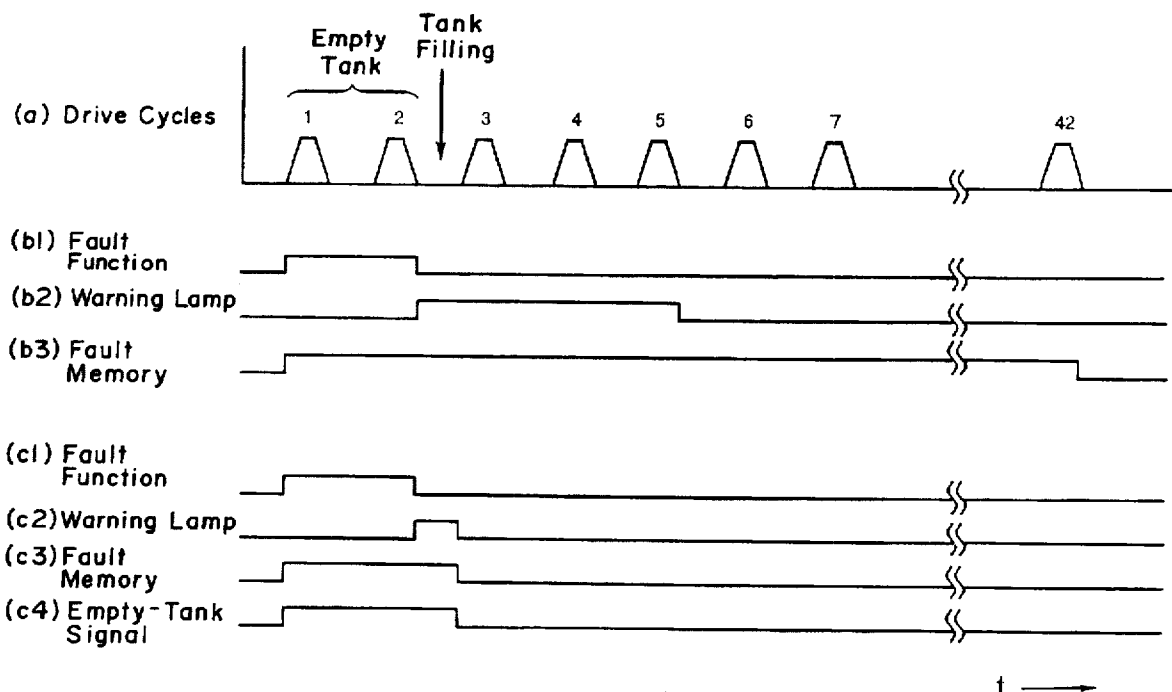 Empty
Tank
Tank
Filling
(a) Drive Cycles
1 2 3 4 5 6 7 42
(b1) Fault
Function
(b2) Warning Lamp
(b3) Fault
Memory
(c1) Fault
Function
(c2) Warning Lamp
(c3) Fault
Memory
(c4) Empty-Tank
Signal
t